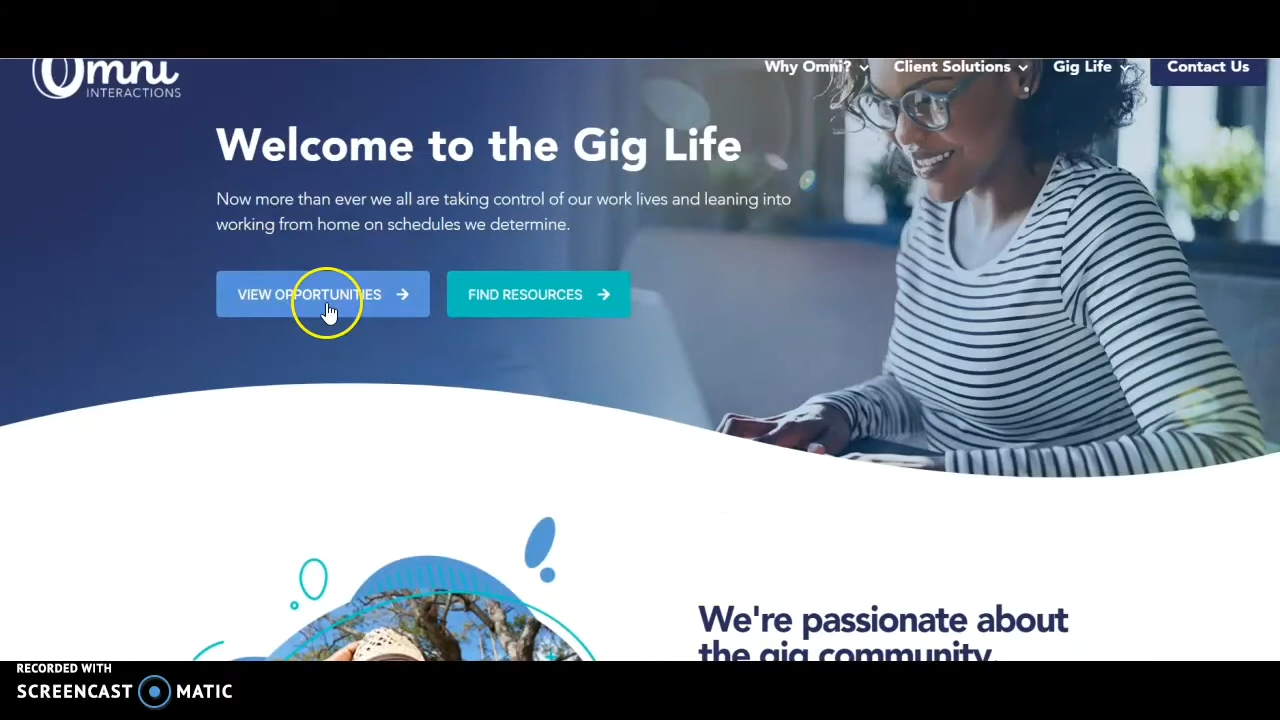 Omni
INTERACTIONS
Why Omni?
Client Solutions
Gig Life
Contact Us
Welcome to the Gig Life
Now more than ever we all are taking control of our work lives and leaning into
working from home on schedules we determine.
VIEW OPPORTUNITIES
FIND RESOURCES
We're passionate about
the gig community.
RECORDED WITH
SCREENCAST MATIC